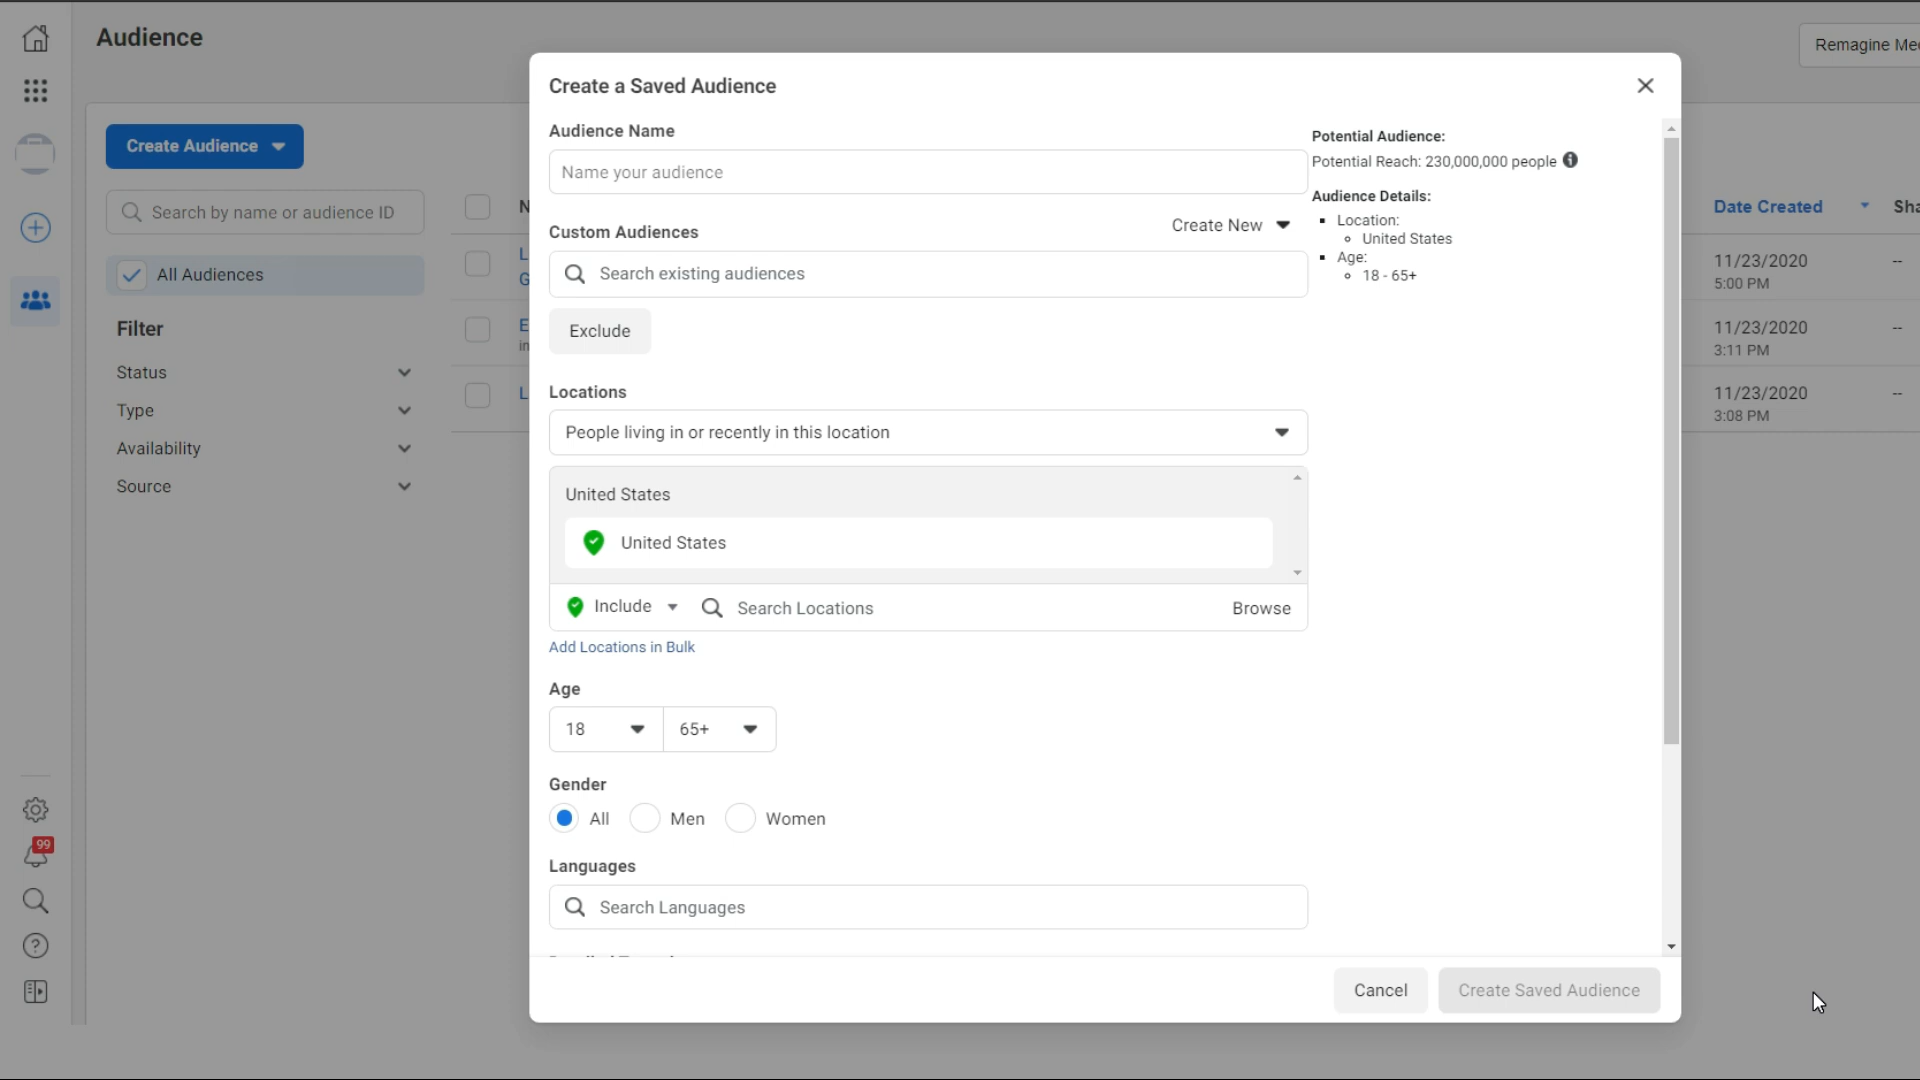 Audience
Remagine
Create Audience
Search by name or audience ID
All Audiences
Filter
Status
Type
Availability
Source
99
Create a Saved Audience
Audience Name
Name your audience
Custom Audiences
Create New
Search existing audiences
Exclude
Locations
People living in or recently in this location
United States
United States
Include
Search Locations
Browse
Add Locations in Bulk
Age
18
65+
Gender
All
Men
Women
Languages
Search Languages
Potential Audience:
Potential Reach: 230,000,000 people
Audience Details:
Location:
United States
Age:
18 - 65+
Cancel
Create Saved Audience
Date Created
11/23/2020
--
5:00 PM
11/23/2020
--
3:11 PM
11/23/2020
--
3:08 PM